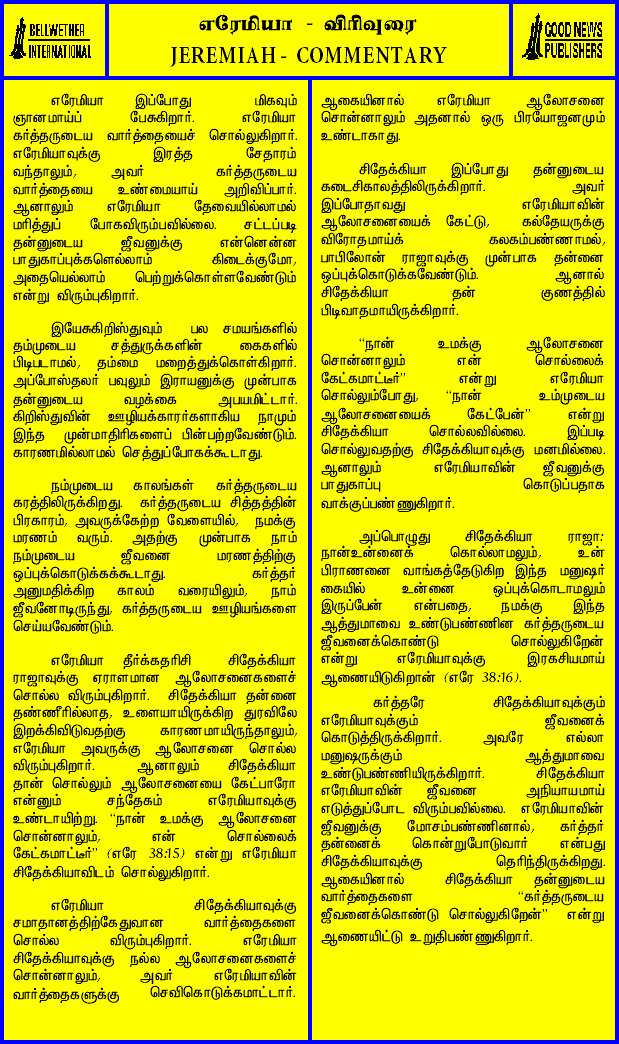 BELLWETHER
INTERNATIONAL
எரேமியா - விரிவுரை
JEREMIAH - COMMENTARY
GOOD NEWS
PUBLISHERS
எரேமியா இப்போது மிகவும்
ஞானமாய்ப் பேசுகிறார். எரேமியா
கர்த்தருடைய வார்த்தையைச் சொல்லுகிறார்.
எரேமியாவுக்கு இரத்த சேதாரம்
வந்தாலும், அவர் கர்த்தருடைய
வார்த்தையை உண்மையாய் அறிவிப்பார்.
ஆனாலும் எரேமியா தேவையில்லாமல்
மரித்துப் போகவிரும்பவில்லை. சட்டப்படி
தன்னுடைய ஜீவனுக்கு என்னென்ன
பாதுகாப்புக்களெல்லாம் கிடைக்குமோ,
அதையெல்லாம் பெற்றுக்கொள்ளவேண்டும்
என்று விரும்புகிறார்.
இயேசுகிறிஸ்துவும் பல சமயங்களில்
தம்முடைய சத்துருக்களின் கைகளில்
பிடிபடாமல், தம்மை மறைத்துக்கொள்கிறார்.
அப்போஸ்தலர் பவுலும் இராயனுக்கு முன்பாக
தன்னுடைய வழக்கை அபயமிட்டார்.
கிறிஸ்துவின் ஊழியக்காரர்களாகிய நாமும்
இந்த முன்மாதிரிகளைப் பின்பற்றவேண்டும்.
காரணமில்லாமல் செத்துப்போகக்கூடாது.
நம்முடைய காலங்கள் கர்த்தருடைய
கரத்திலிருக்கிறது. கர்த்தருடைய சித்தத்தின்
பிரகாரம், அவருக்கேற்ற வேளையில், நமக்கு
மரணம் வரும். அதற்கு முன்பாக நாம்
நம்முடைய ஜீவனை மரணத்திற்கு
ஒப்புக்கொடுக்கக்கூடாது. கர்த்தர்
அனுமதிக்கிற காலம் வரையிலும், நாம்
ஜீவனோடிருந்து, கர்த்தருடைய ஊழியங்களை
செய்யவேண்டும்.
எரேமியா தீர்க்கதரிசி சிதேக்கியா
ராஜாவுக்கு ஏராளமான ஆலோசனைகளைச்
சொல்ல விரும்புகிறார். சிதேக்கியா தன்னை
தண்ணீரில்லாத, உளையாயிருக்கிற துரவிலே
இறக்கிவிடுவதற்கு காரணமாயிருந்தாலும்,
எரேமியா அவருக்கு ஆலோசனை சொல்ல
விரும்புகிறார். ஆனாலும் சிதேக்கியா
தான் சொல்லும் ஆலோசனையை கேட்பாரோ
என்னும் சந்தேகம் எரேமியாவுக்கு
உண்டாயிற்று. “நான் உமக்கு ஆலோசனை
சொன்னாலும், என் சொல்லைக்
கேட்கமாட்டீர்” (எரே 38:15) என்று எரேமியா
சிதேக்கியாவிடம் சொல்லுகிறார்.
எரேமியா சிதேக்கியாவுக்கு
சமாதானத்திற்கேதுவான வார்த்தைகளை
சொல்ல விரும்புகிறார். எரேமியா
சிதேக்கியாவுக்கு நல்ல ஆலோசனைகளைச்
சொன்னாலும், அவர் எரேமியாவின்
வார்த்தைகளுக்கு செவிகொடுக்கமாட்டார்.
ஆகையினால் எரேமியா ஆலோசனை
சொன்னாலும் அதனால் ஒரு பிரயோஜனமும்
உண்டாகாது.
சிதேக்கியா இப்போது தன்னுடைய
கடைசிகாலத்திலிருக்கிறார். அவர்
இப்போதாவது எரேமியாவின்
ஆலோசனையைக் கேட்டு, கல்தேயருக்கு
விரோதமாய்க் கலகம்பண்ணாமல்,
பாபிலோன் ராஜாவுக்கு முன்பாக தன்னை
ஒப்புக்கொடுக்கவேண்டும். ஆனால்
சிதேக்கியா தன் குணத்தில்
பிடிவாதமாயிருக்கிறார்.
“நான் உமக்கு ஆலோசனை
சொன்னாலும் என் சொல்லைக்
கேட்கமாட்டீர்” என்று எரேமியா
சொல்லும்போது, “நான் உம்முடைய
ஆலோசனையைக் கேட்பேன்” என்று
சிதேக்கியா சொல்லவில்லை. இப்படி
சொல்லுவதற்கு சிதேக்கியாவுக்கு மனமில்லை.
ஆனாலும் எரேமியாவின் ஜீவனுக்கு
பாதுகாப்பு கொடுப்பதாக
வாக்குப்பண்ணுகிறார்.
அப்பொழுது சிதேக்கியா ராஜா:
நான்உன்னைக் கொல்லாமலும், உன்
பிராணனை வாங்கத்தேடுகிற இந்த மனுஷர்
கையில் உன்னை ஒப்புக்கொடாமலும்
இருப்பேன் என்பதை, நமக்கு இந்த
ஆத்துமாவை உண்டுபண்ணின கர்த்தருடைய
ஜீவனைக்கொண்டு சொல்லுகிறேன்
என்று எரேமியாவுக்கு இரகசியமாய்
ஆணையிடுகிறான் (எரே 38:16).
கர்த்தரே சிதேக்கியாவுக்கும்
எரேமியாவுக்கும் ஜீவனைக்
கொடுத்திருக்கிறார். அவரே எல்லா
மனுஷருக்கும் ஆத்துமாவை
உண்டுபண்ணியிருக்கிறார். சிதேக்கியா
எரேமியாவின் ஜீவனை அநியாயமாய்
எடுத்துப்போட விரும்பவில்லை. எரேமியாவின்
ஜீவனுக்கு மோசம்பண்ணினால், கர்த்தர்
தன்னைக் கொன்றுபோடுவார் என்பது
சிதேக்கியாவுக்கு தெரிந்திருக்கிறது.
ஆகையினால் சிதேக்கியா தன்னுடைய
வார்த்தைகளை “கர்த்தருடைய
ஜீவனைக்கொண்டு சொல்லுகிறேன்” என்று
ஆணையிட்டு உறுதிபண்ணுகிறார்.